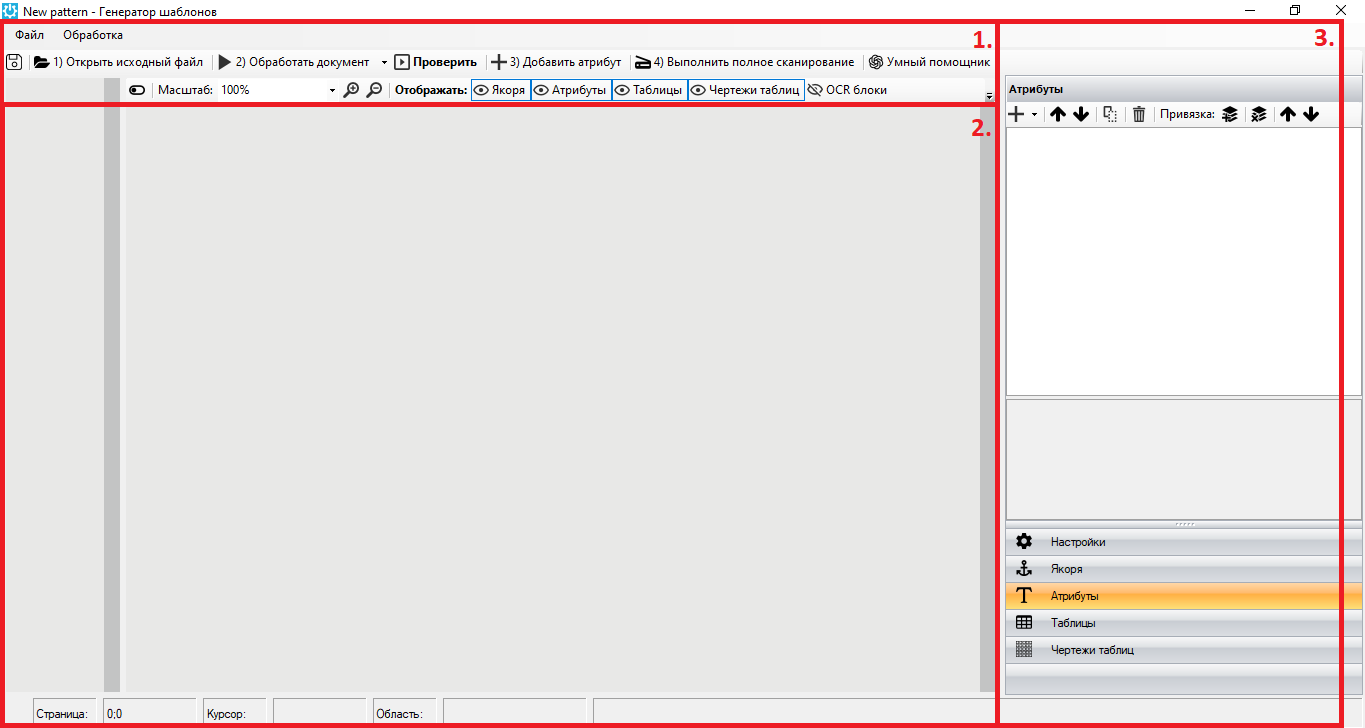 New pattern - Генератор шаблонов
Файл Обработка
1.
3.
1) Открыть исходный файл 2) Обработать документ Проверить 3) Добавить атрибут 4) Выполнить полное сканирование Умный помощник
Масштаб: 100% Отображать: Якоря Атрибуты Таблицы Чертежи таблиц OCR блоки
2.
Атрибуты
Привязка:
Настройки
Якоря
Атрибуты
Таблицы
Чертежи таблиц
Страница: 0;0 Курсор: Область: